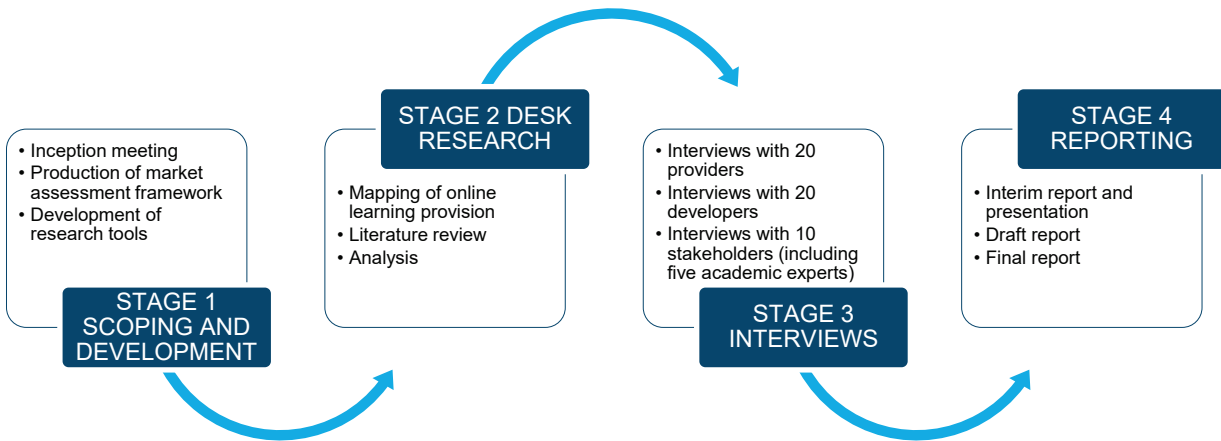 • Inception meeting
• Production of market
assessment framework
• Development of
research tools
STAGE 1
SCOPING AND
DEVELOPMENT
STAGE 2 DESK
RESEARCH
• Mapping of online
learning provision
• Literature review
• Analysis
• Interviews with 20
providers
• Interviews with 20
developers
• Interviews with 10
stakeholders (including
five academic experts)
STAGE 3
INTERVIEWS
STAGE 4
REPORTING
• Interim report and
presentation
• Draft report
• Final report